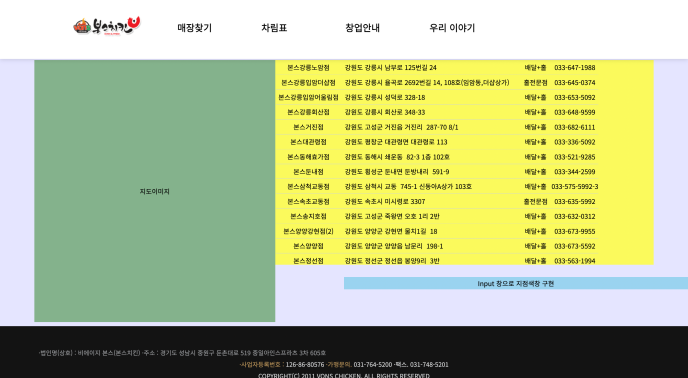 본스치킨
매장찾기 차림표 창업안내 우리 이야기
본스강릉노암점 강원도 강릉시 남부로 125번길 24 배달+홀 033-647-1988
본스강릉임암더샵점 강원도 강릉시 율곡로 2692번길 14, 108호(임암동,더샵상가) 홀전문점 033-645-0374
본스강릉입암어울림점 강원도 강릉시 성덕로 328-18 배달+홀 033-653-5092
본스강릉회산점 강원도 강릉시 회산로 348-33 배달+홀 033-648-9599
본스거진점 강원도 고성군 거진읍 거진리 287-70 8/1 배달+홀 033-682-6111
본스대관령점 강원도 평창군 대관령면 대관령로 113 배달+홀 033-336-5092
본스동해효가점 강원도 동해시 쇄운동 82-3 1층 102호 배달+홀 033-521-9285
본스둔내점 강원도 횡성군 둔내면 둔방내리 591-9 배달+홀 033-344-2599
지도이미지
본스삼척교동점 강원도 삼척시 교동 745-1 신동아A상가 103호 배달+홀 033-575-5992-3
본스속초교동점 강원도 속초시 미시령로 3307 홀전문점 033-635-5992
본스송지호점 강원도 고성군 죽왕면 오호 1리 2반 배달+홀 033-632-0312
본스양양강현점(2) 강원도 양양군 강현면 물치1길 18 배달+홀 033-673-9955
본스양양점 강원도 양양군 양양읍 남문리 198-1 배달+홀 033-673-5592
본스정선점 강원도 정선군 정선읍 봉양9리 3반 배달+홀 033-563-1994
Input 창으로 지점색창 구현
·법인명(상호) : 비에이치 본스(본스치킨) ·주소 : 경기도 성남시 중원구 둔촌대로 519 중일아인스프라츠 3차 605호
·사업자등록번호 : 126-86-80576 ·가맹문의. 031-764-5200 ·팩스. 031-748-5201
COPYRIGHT(C) 2011 VONS CHICKEN. ALL RIGHTS RESERVED